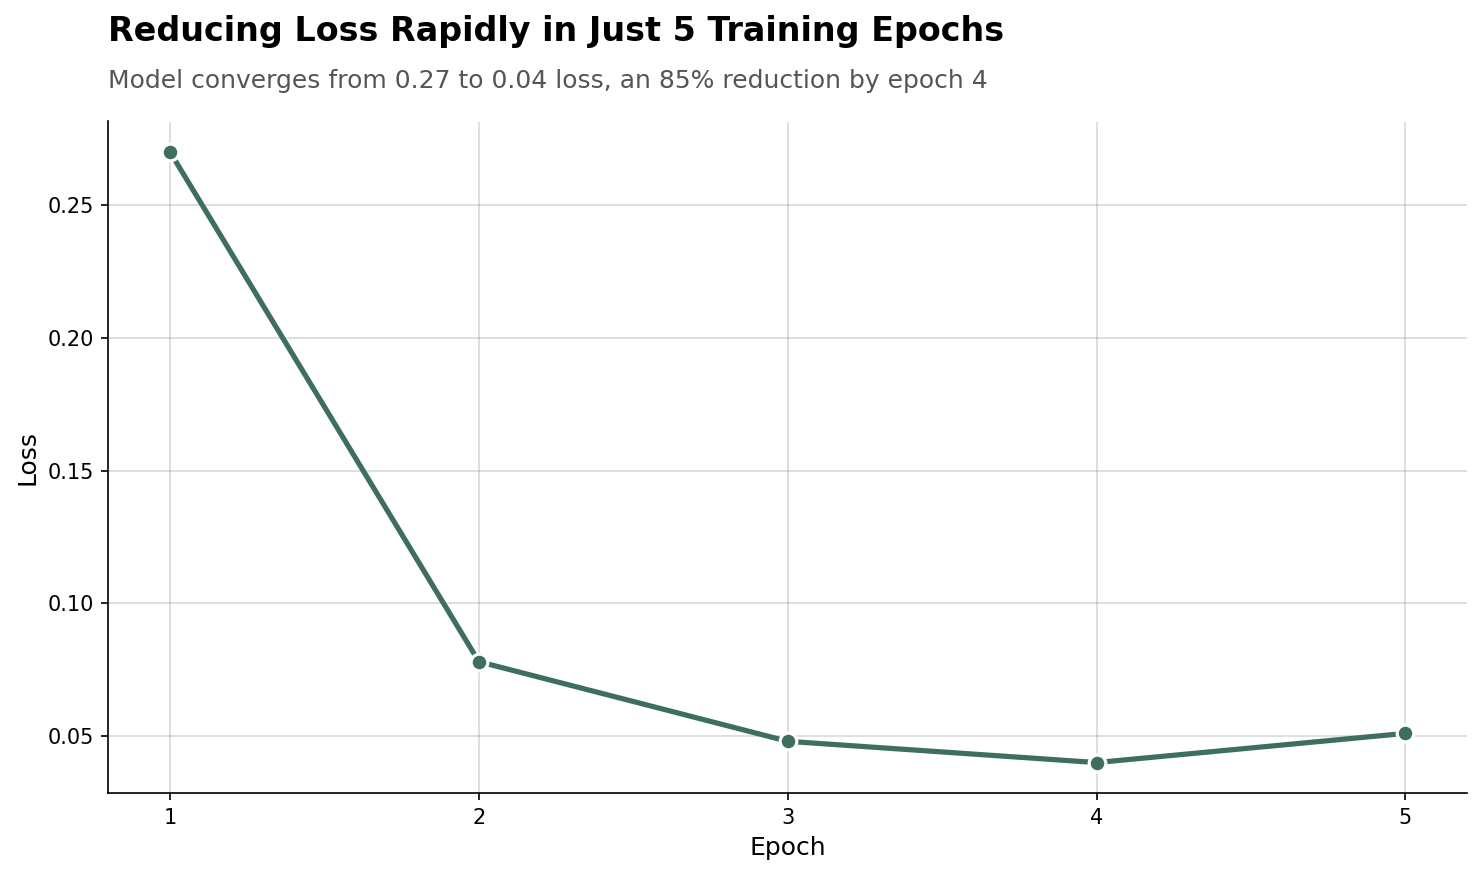 Reducing Loss Rapidly in Just 5 Training Epochs
Model converges from 0.27 to 0.04 loss, an 85% reduction by epoch 4
0.25
0.20
0.15
0.10
0.05
Loss
1 2 3 4 5
Epoch